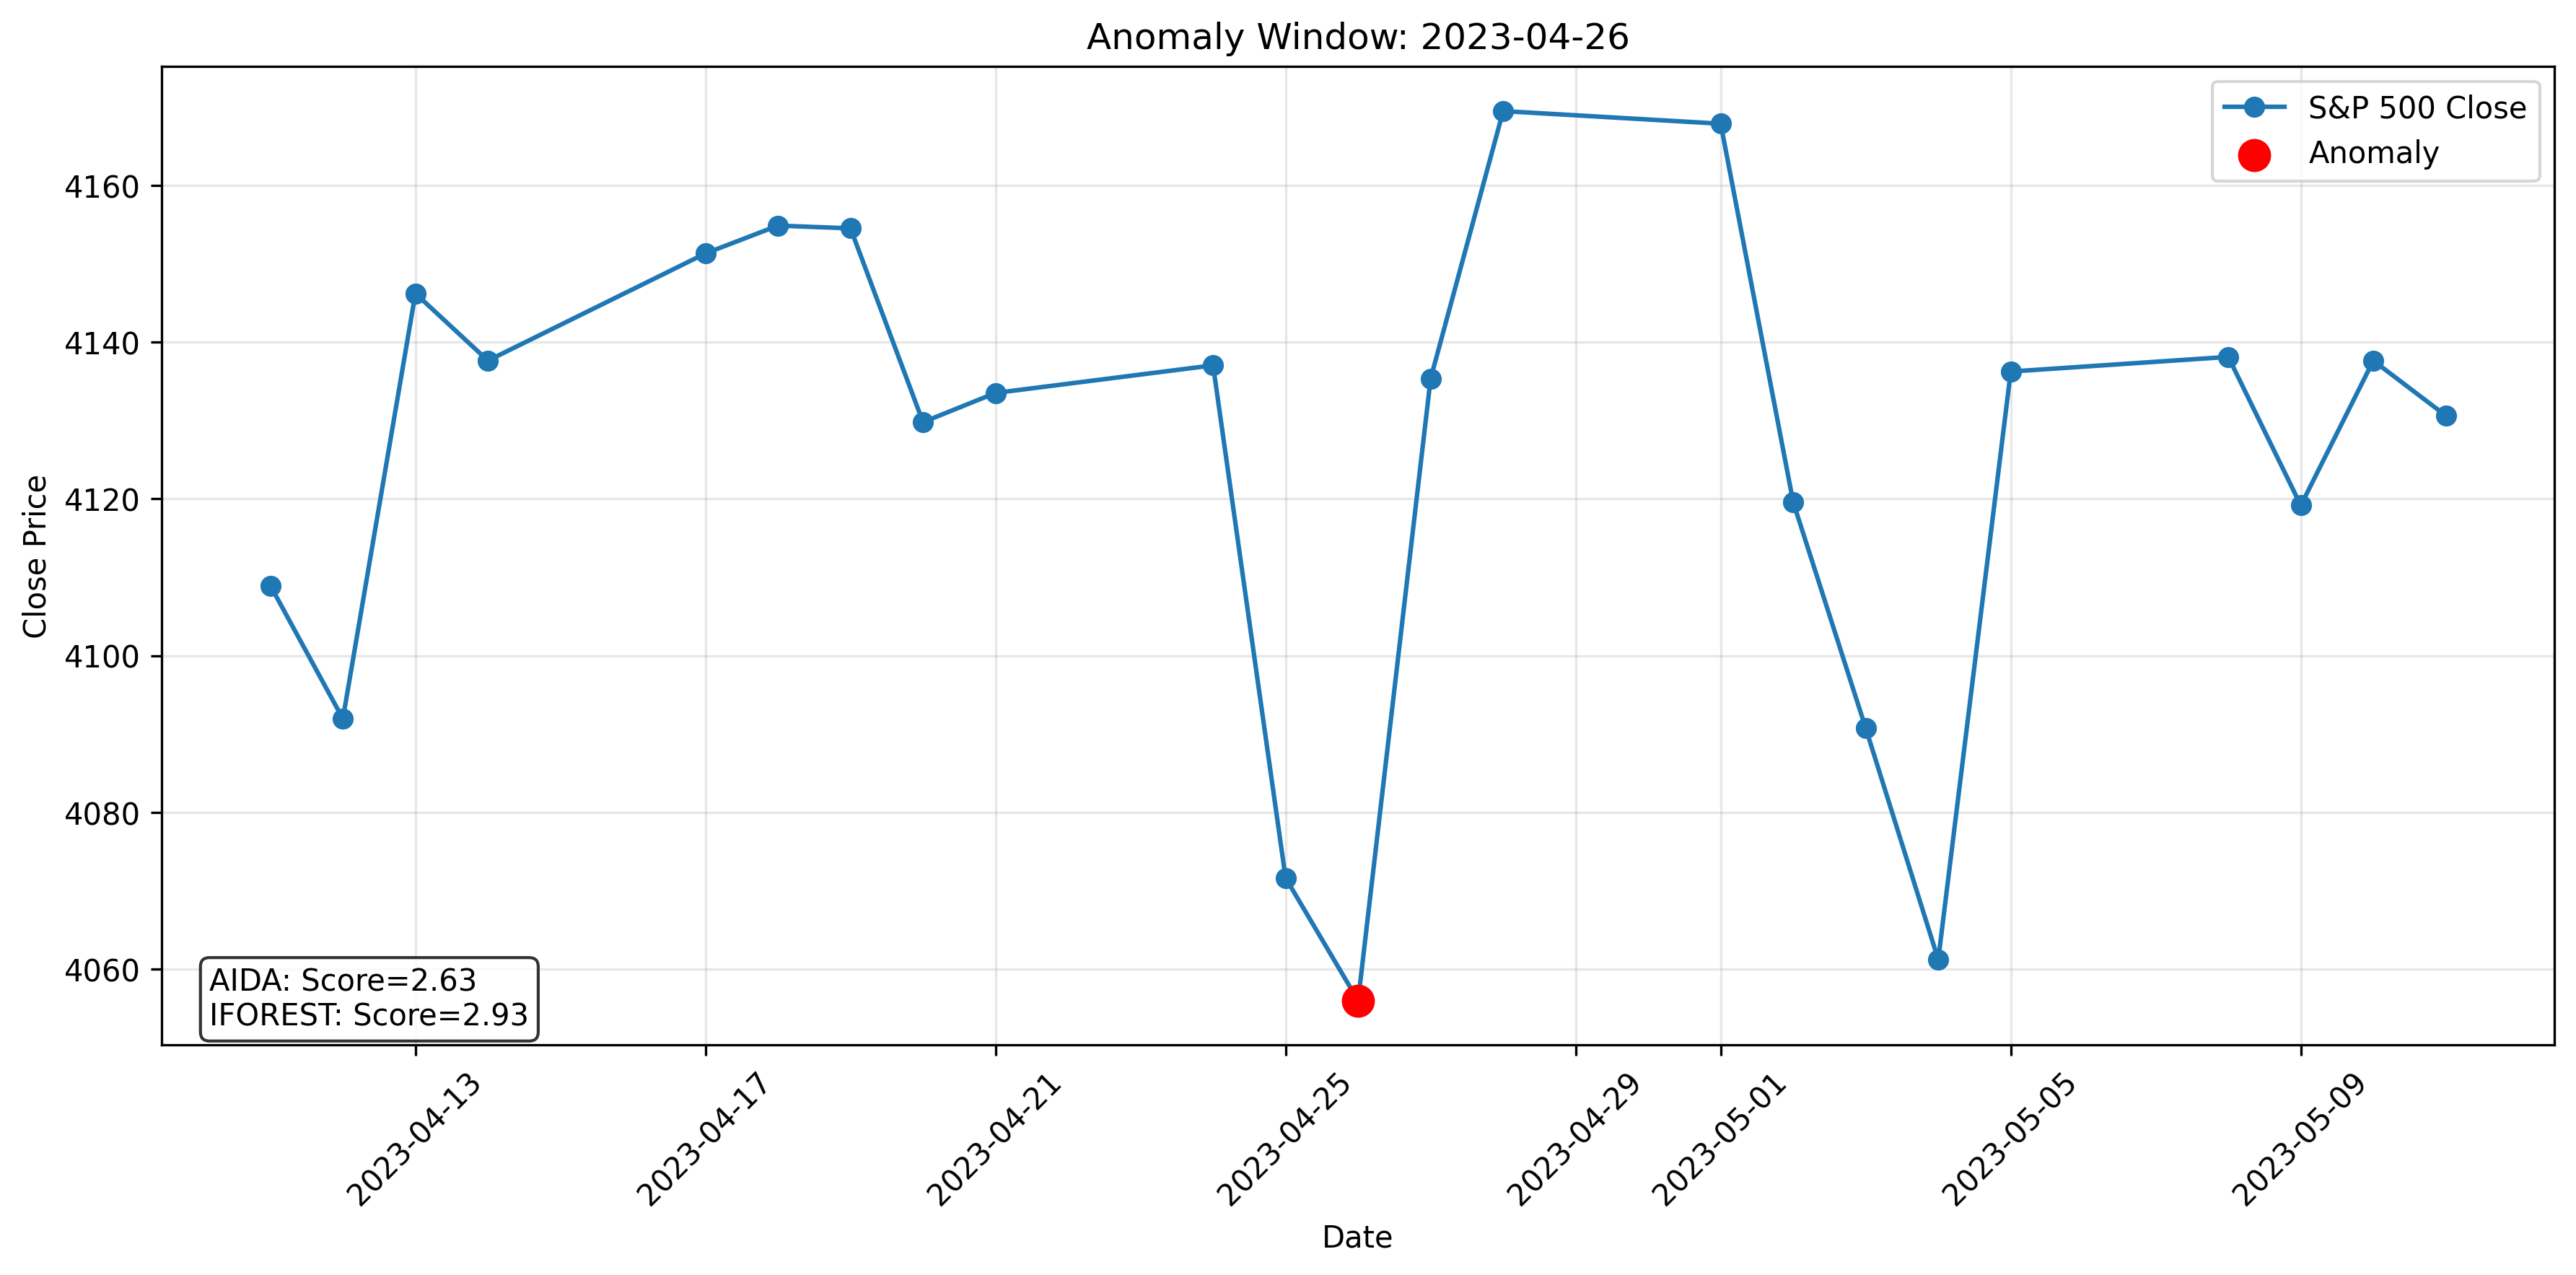 Anomaly Window: 2023-04-26
S&P 500 Close
Anomaly
4160
4140
4120
4100
4080
4060
Close Price
AIDA: Score=2.63
IFOREST: Score=2.93
2023-04-13
2023-04-17
2023-04-21
2023-04-25
2023-04-29
2023-05-01
2023-05-05
2023-05-09
Date